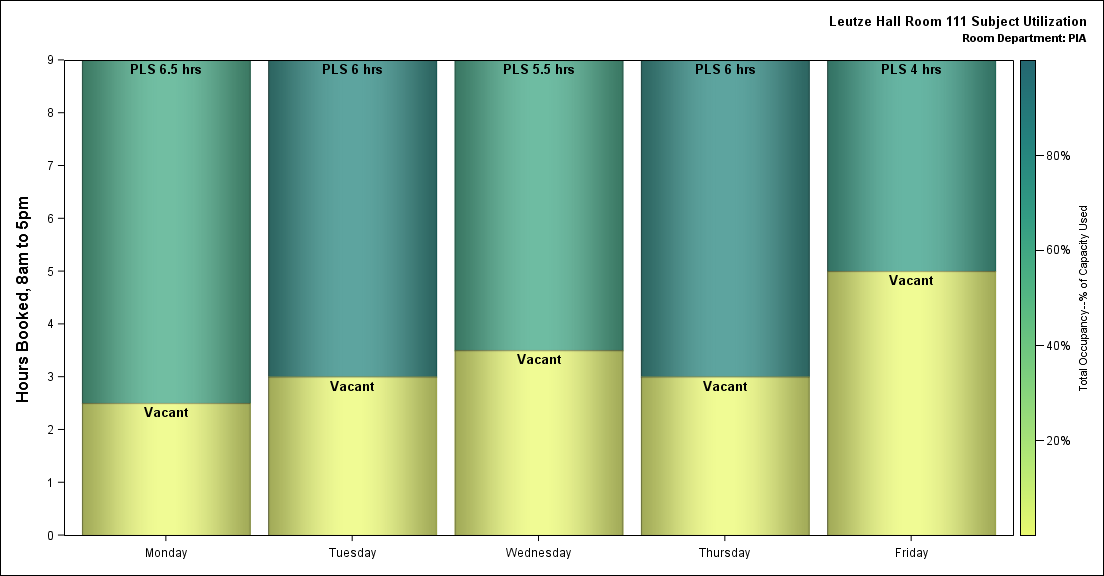 Leutze Hall Room 111 Subject Utilization
Room Department: PIA
Hours Booked, 8am to 5pm
9
8
7
6
5
4
3
2
1
0
PLS 6.5 hrs
PLS 6 hrs
PLS 5.5 hrs
PLS 6 hrs
PLS 4 hrs
Vacant
Vacant
Vacant
Vacant
Vacant
Monday
Tuesday
Wednesday
Thursday
Friday
80%
60%
40%
20%
Total Occupancy--% of Capacity Used